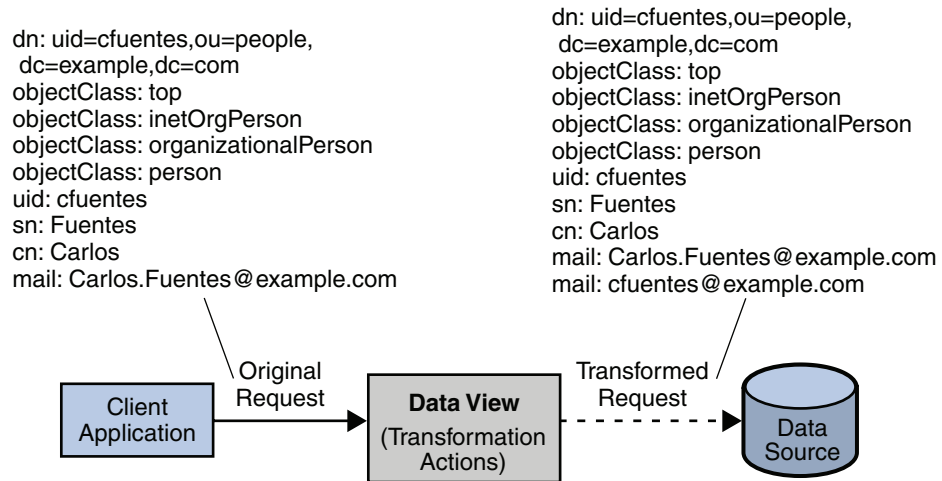 dn: uid=cfuentes,ou=people,
dc=example,dc=com
objectClass: top
objectClass: inetOrgPerson
objectClass: organizationalPerson
objectClass: person
uid: cfuentes
sn: Fuentes
cn: Carlos
mail: Carlos.Fuentes@example.com
dn: uid=cfuentes,ou=people,
dc=example,dc=com
objectClass: top
objectClass: inetOrgPerson
objectClass: organizationalPerson
objectClass: person
uid: cfuentes
sn: Fuentes
cn: Carlos
mail: Carlos.Fuentes@example.com
mail: cfuentes@example.com
Client
Application
Original
Request
Data View
(Transformation
Actions)
Transformed
Request
Data
Source